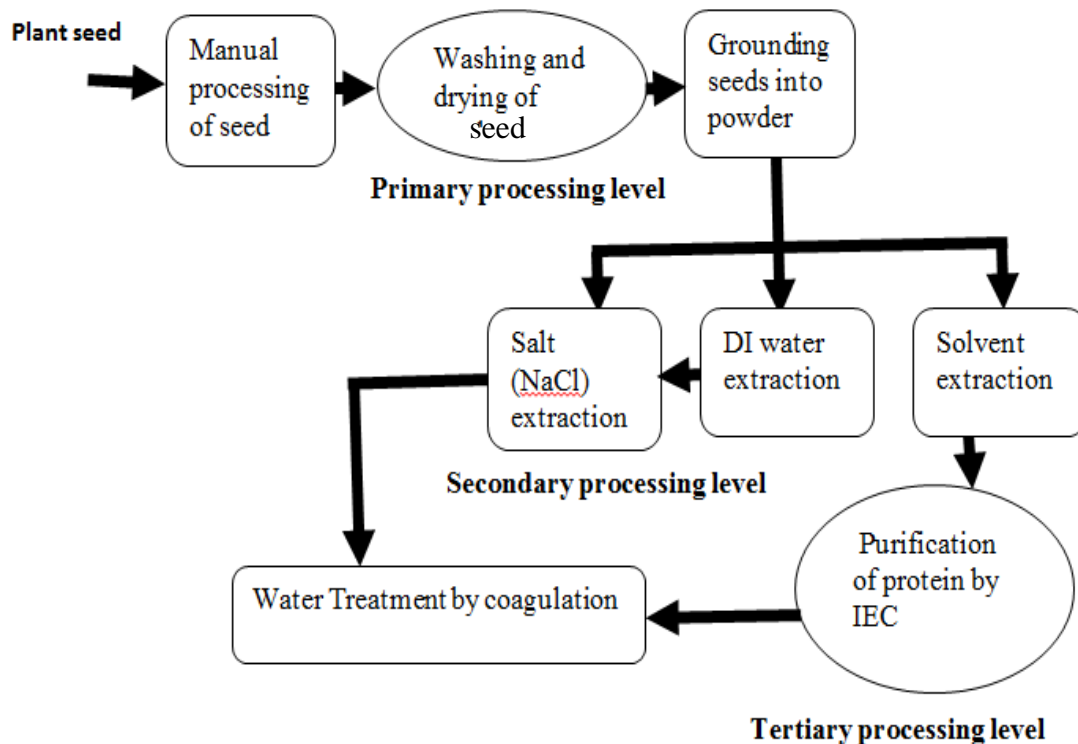 Plant seed
Manual
processing
of seed
Washing and
drying of
seed
Grounding
seeds into
powder
Primary processing level
Salt
(NaCl)
extraction
DI water
extraction
Solvent
extraction
Secondary processing level
Purification
of protein by
IEC
Water Treatment by coagulation
Tertiary processing level